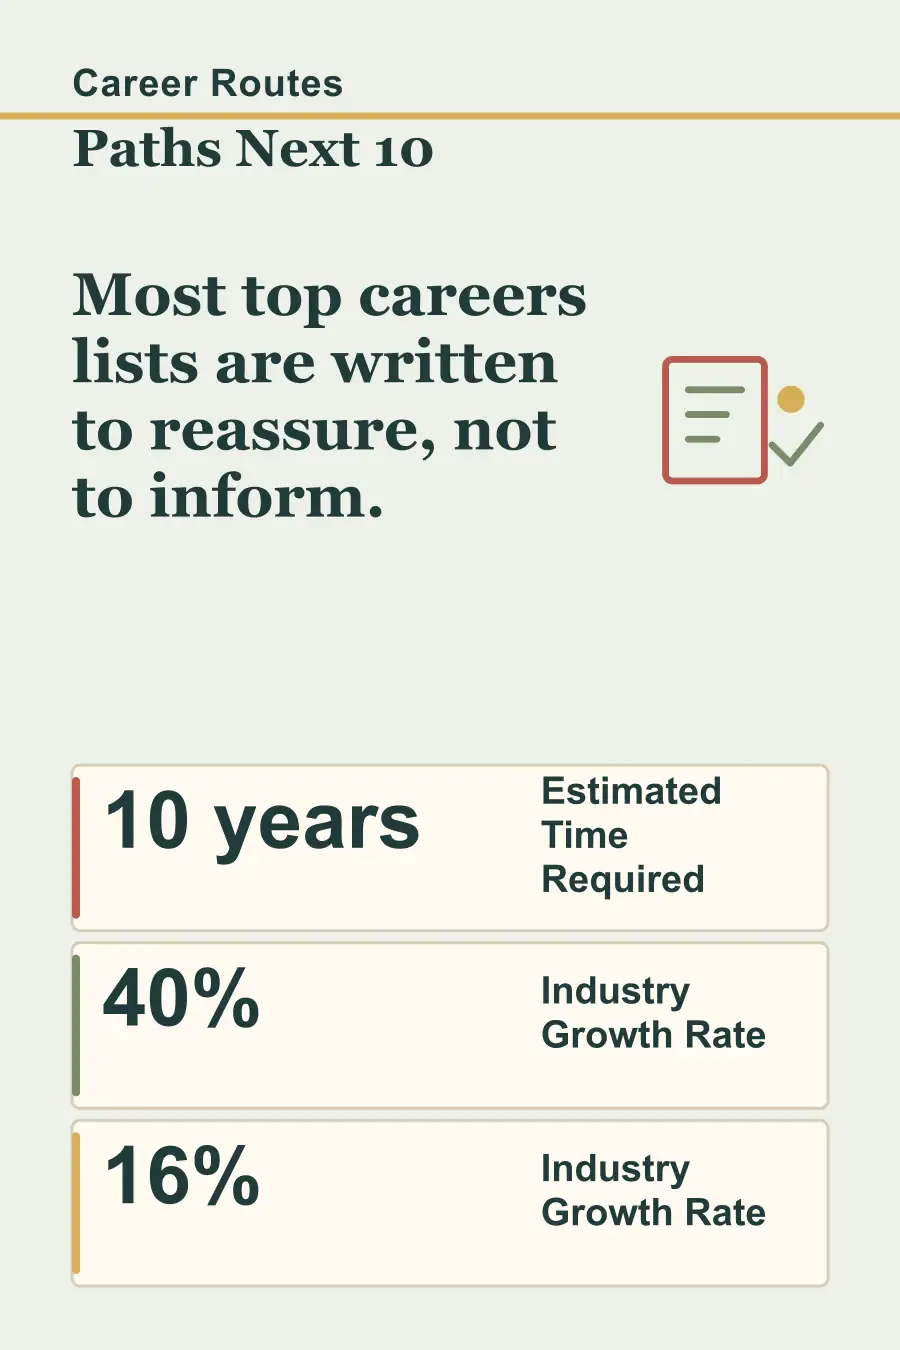 Career Routes
Paths Next 10
Most top careers
lists are written
to reassure, not
to inform.
10 years
Estimated
Time
Required
40%
Industry
Growth Rate
16%
Industry
Growth Rate